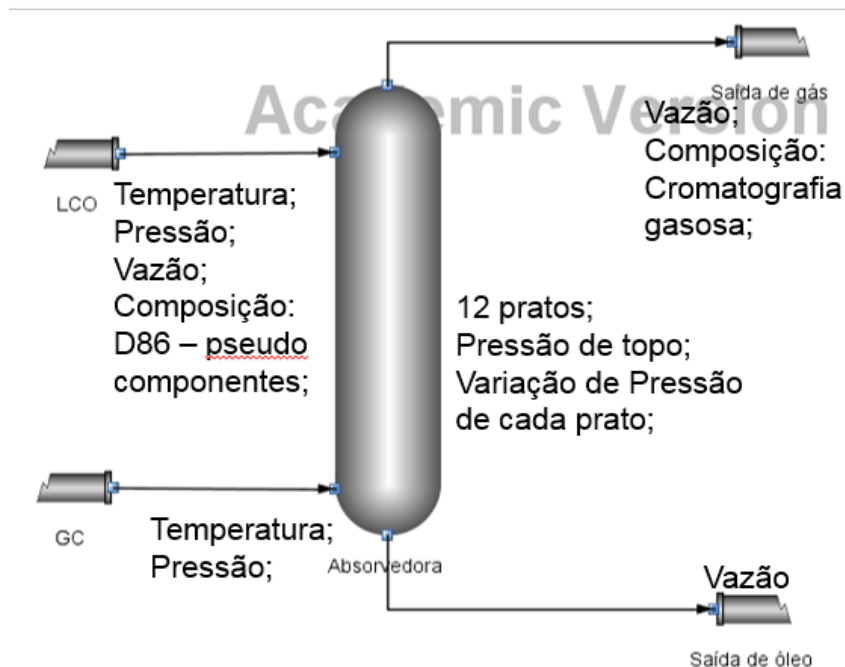 Academic Version
Saída de gás
Vazão;
Composição:
Cromatografia
gasosa;
LCO
Temperatura;
Pressão;
Vazão;
Composição:
D86 – pseudo
componentes;
12 pratos;
Pressão de topo;
Variação de Pressão
de cada prato;
GC
Temperatura;
Pressão;
Absorvedora
Vazão
Saída de óleo